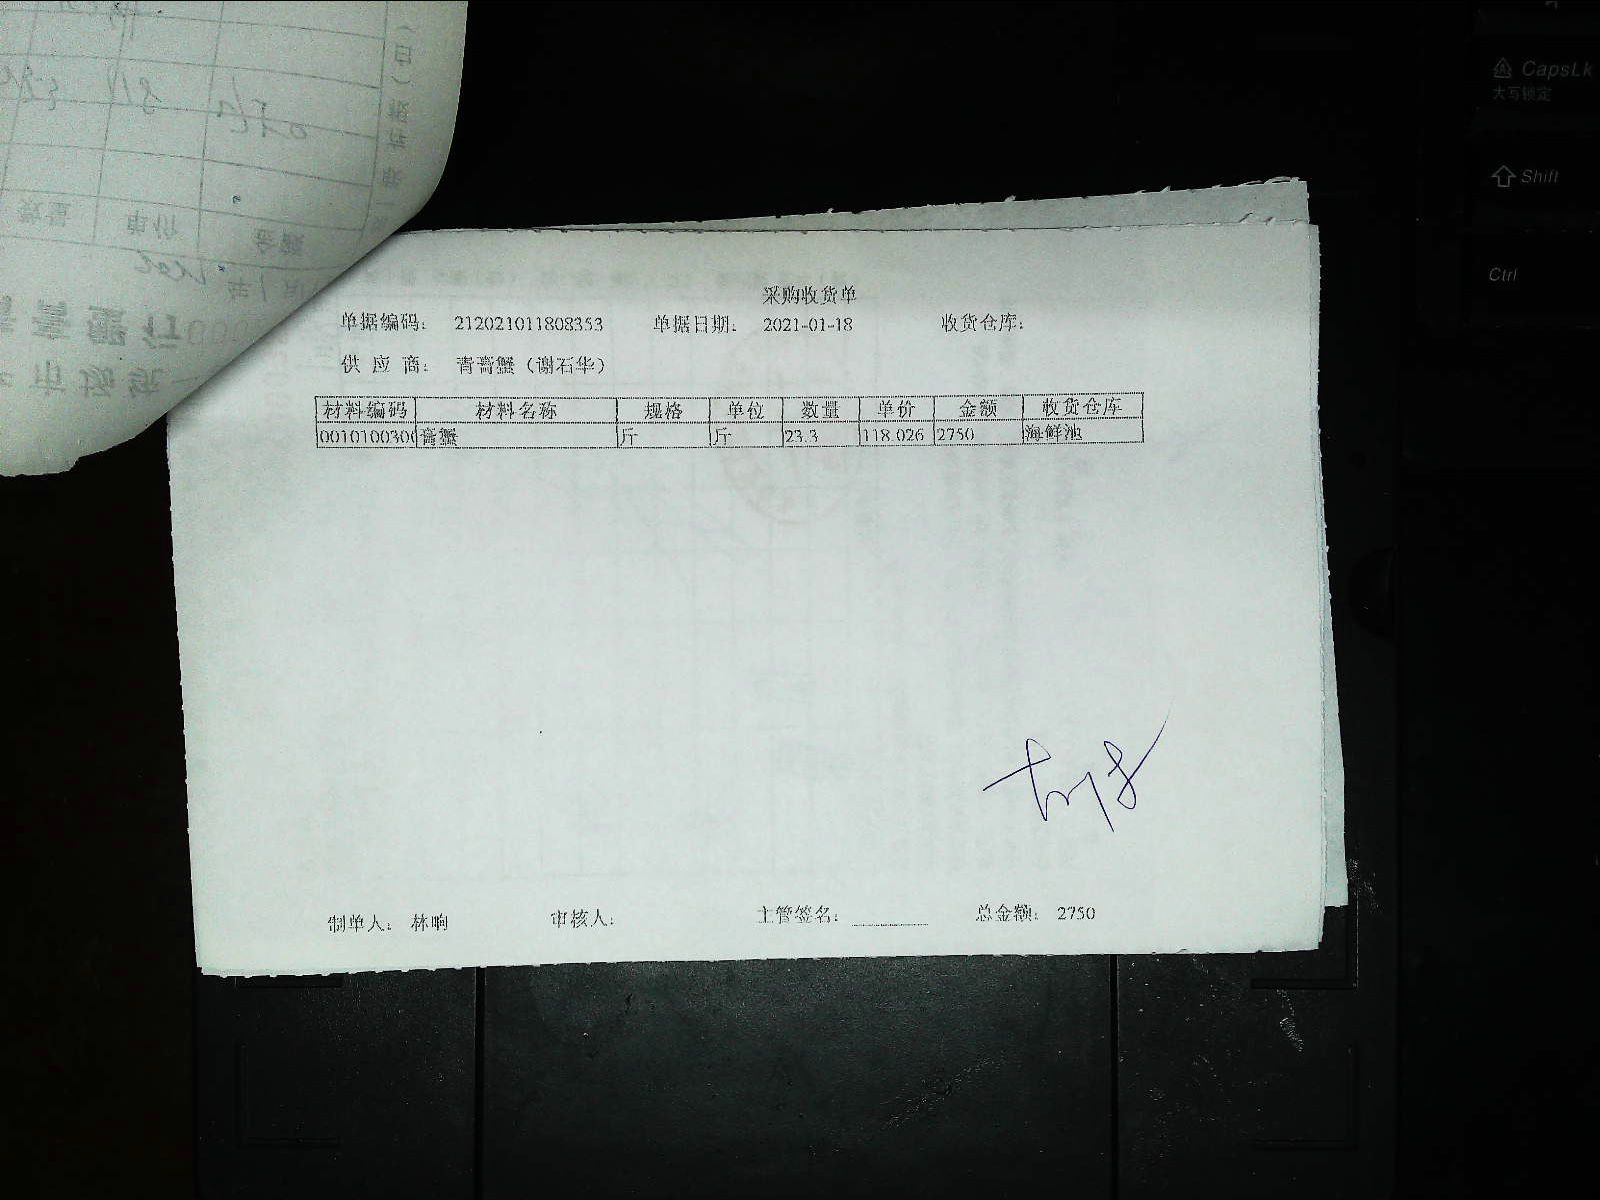 采购收货单
单据编码： 212021011808353 单据日期： 2021-01-18 收货仓库：
供 应 商： 青膏蟹（谢石华）
材料编码 材料名称 规格 单位 数量 单价 金额 收货仓库
0010100300 膏蟹 斤 斤 23.3 118.026 2750 海鲜池
制单人： 林响 审核人： 主管签名： 总金额： 2750
CapsLk
大写锁定
Shift
Ctrl